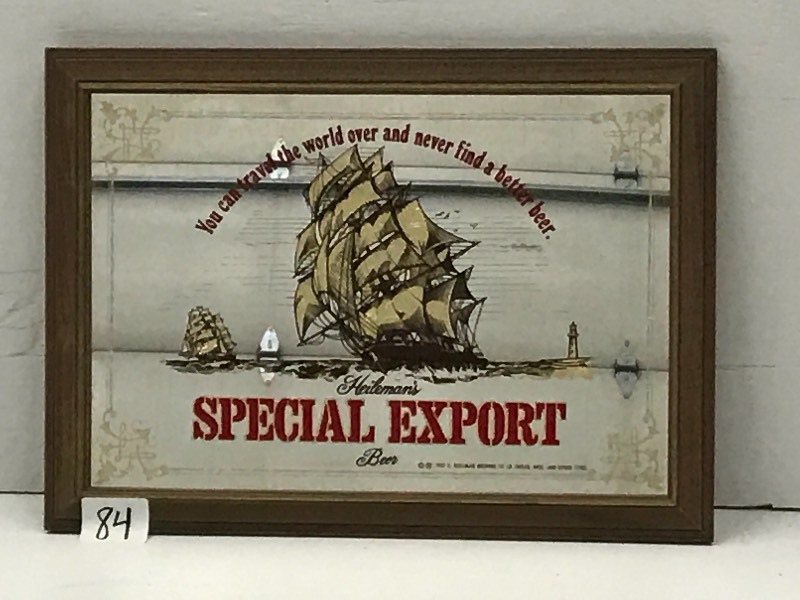 You can travel the world over and never find a better beer.
Heileman's
SPECIAL EXPORT
Beer
84